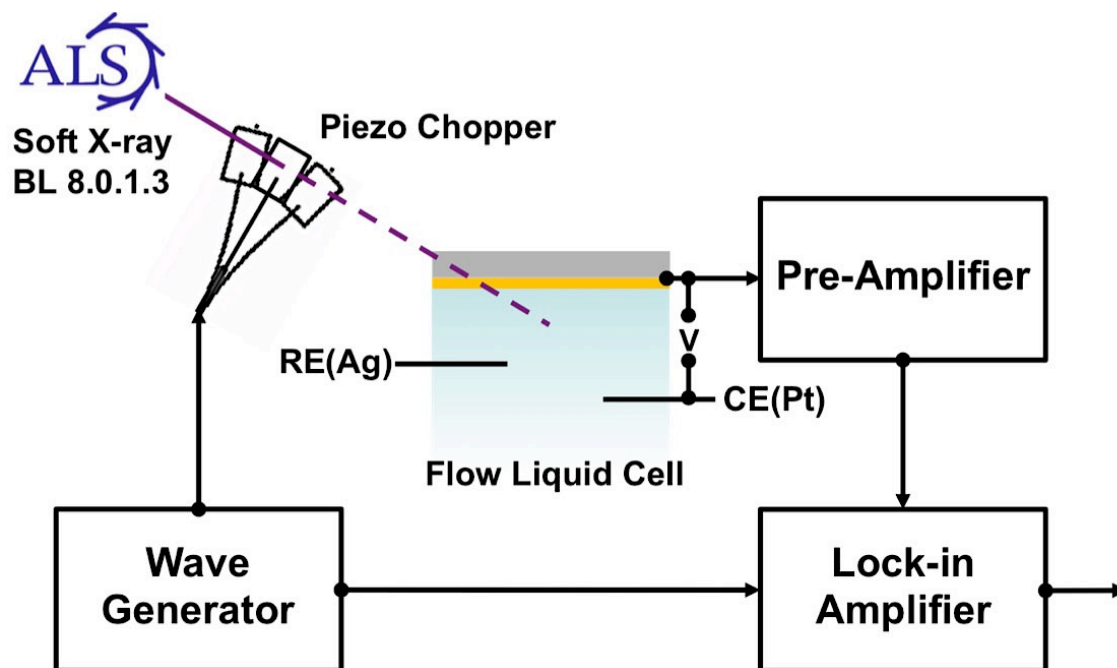 ALS
Soft X-ray
BL 8.0.1.3
Piezo Chopper
Pre-Amplifier
V
RE(Ag)
CE(Pt)
Flow Liquid Cell
Wave
Generator
Lock-in
Amplifier